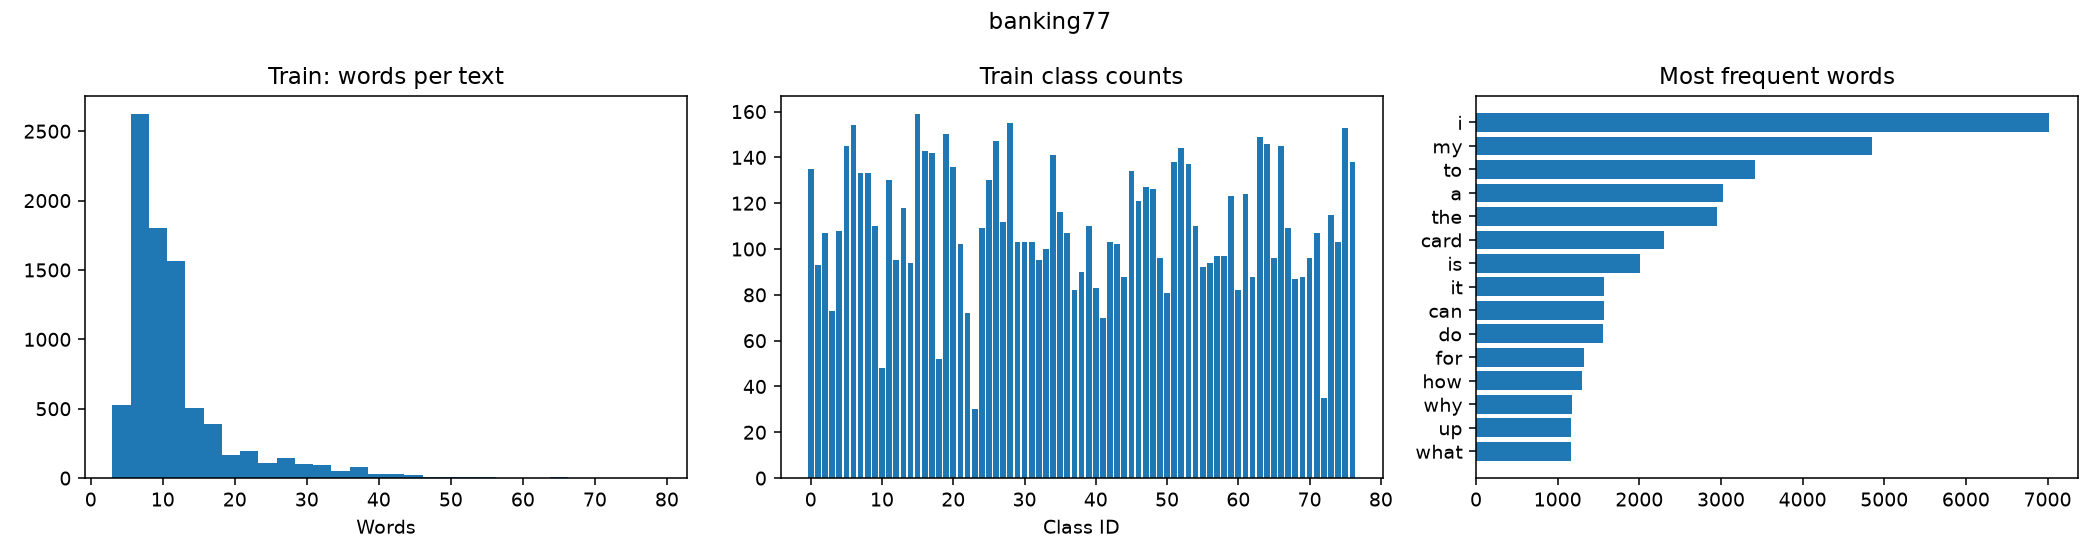 banking77
Train: words per text
2500
2000
1500
1000
500
0
0 10 20 30 40 50 60 70 80
Words
Train class counts
160
140
120
100
80
60
40
20
0
0 10 20 30 40 50 60 70 80
Class ID
Most frequent words
i
my
to
a
the
card
is
it
can
do
for
how
why
up
what
0 1000 2000 3000 4000 5000 6000 7000